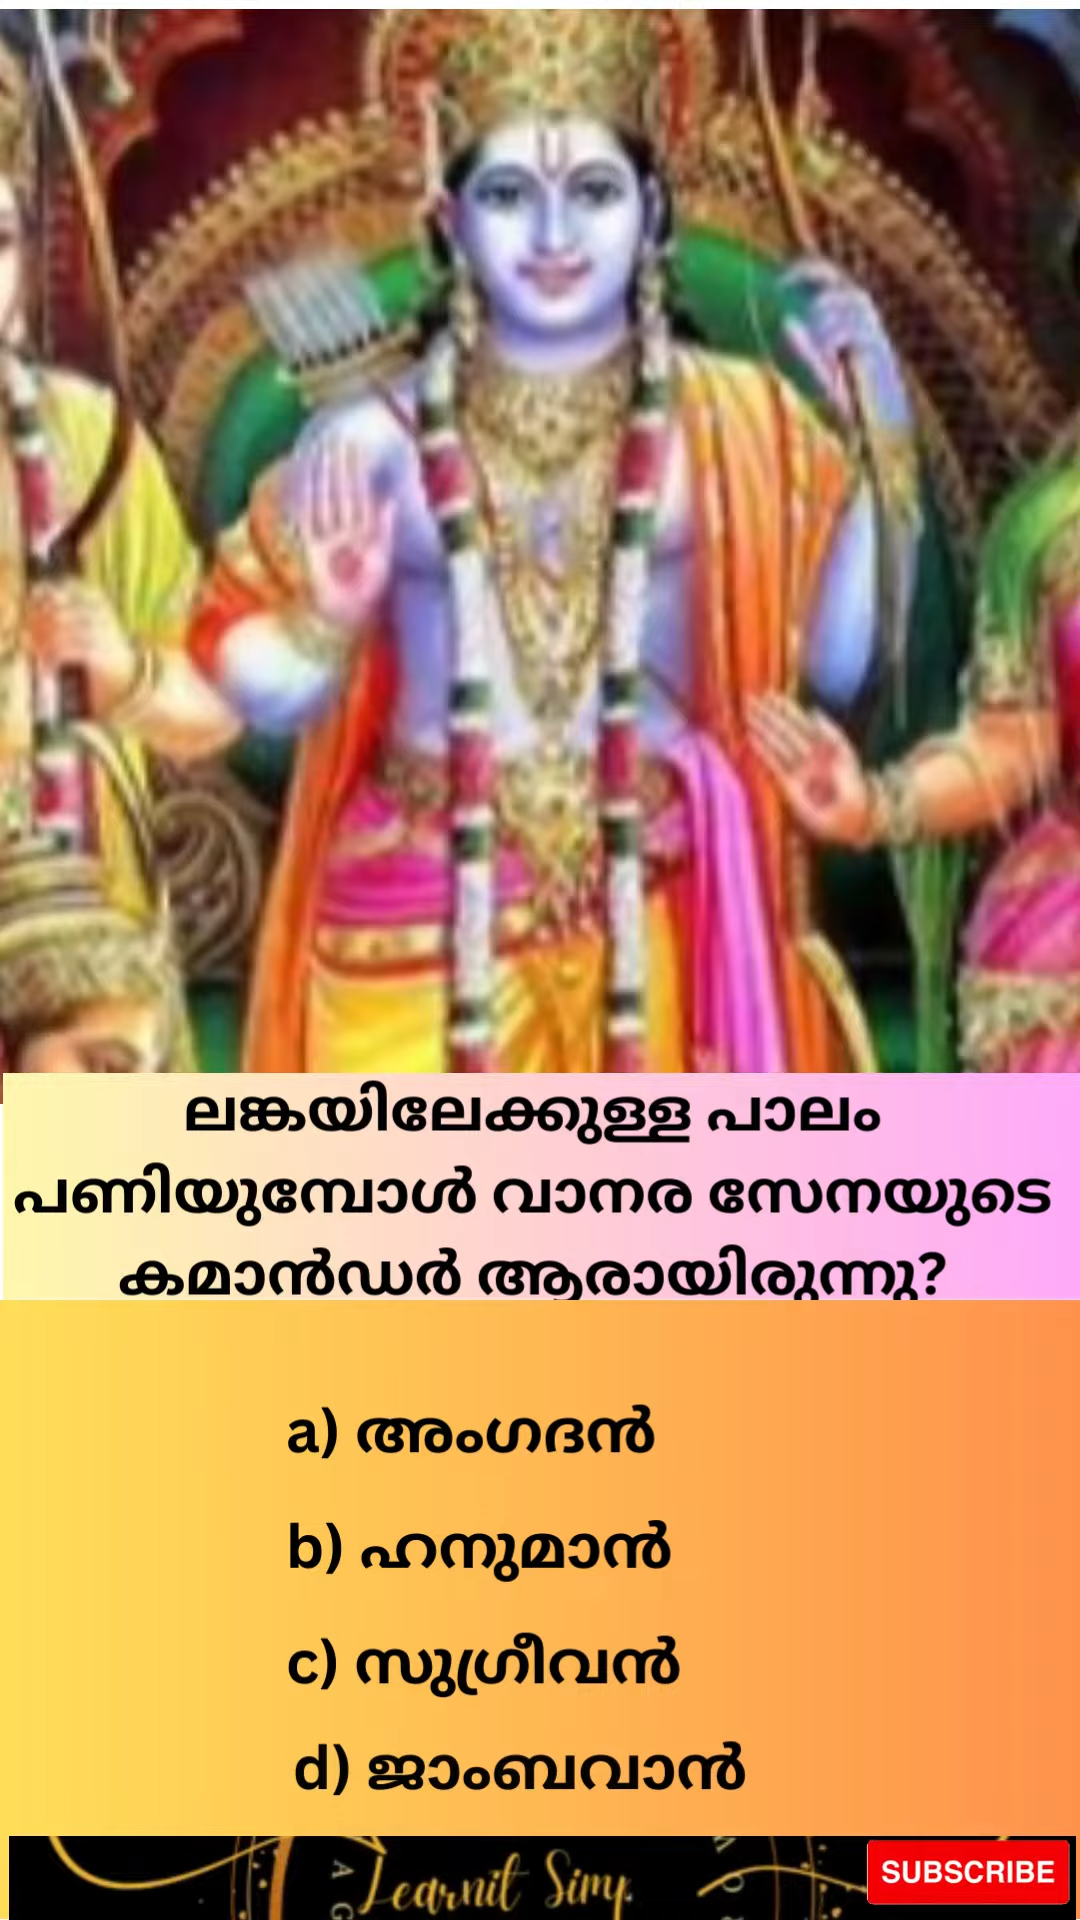 ലങ്കയിലേക്കുള്ള പാലം
പണിയുമ്പോൾ വാനര സേനയുടെ
കമാൻഡർ ആരായിരുന്നു?
a) അംഗദൻ
b) ഹനുമാൻ
c) സുഗ്രീവൻ
d) ജാംബവാൻ
Learnit Simp
SUBSCRIBE